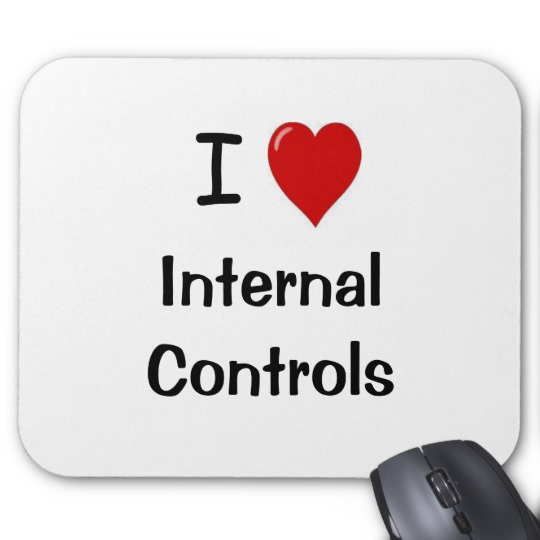 I ❤
Internal
Controls